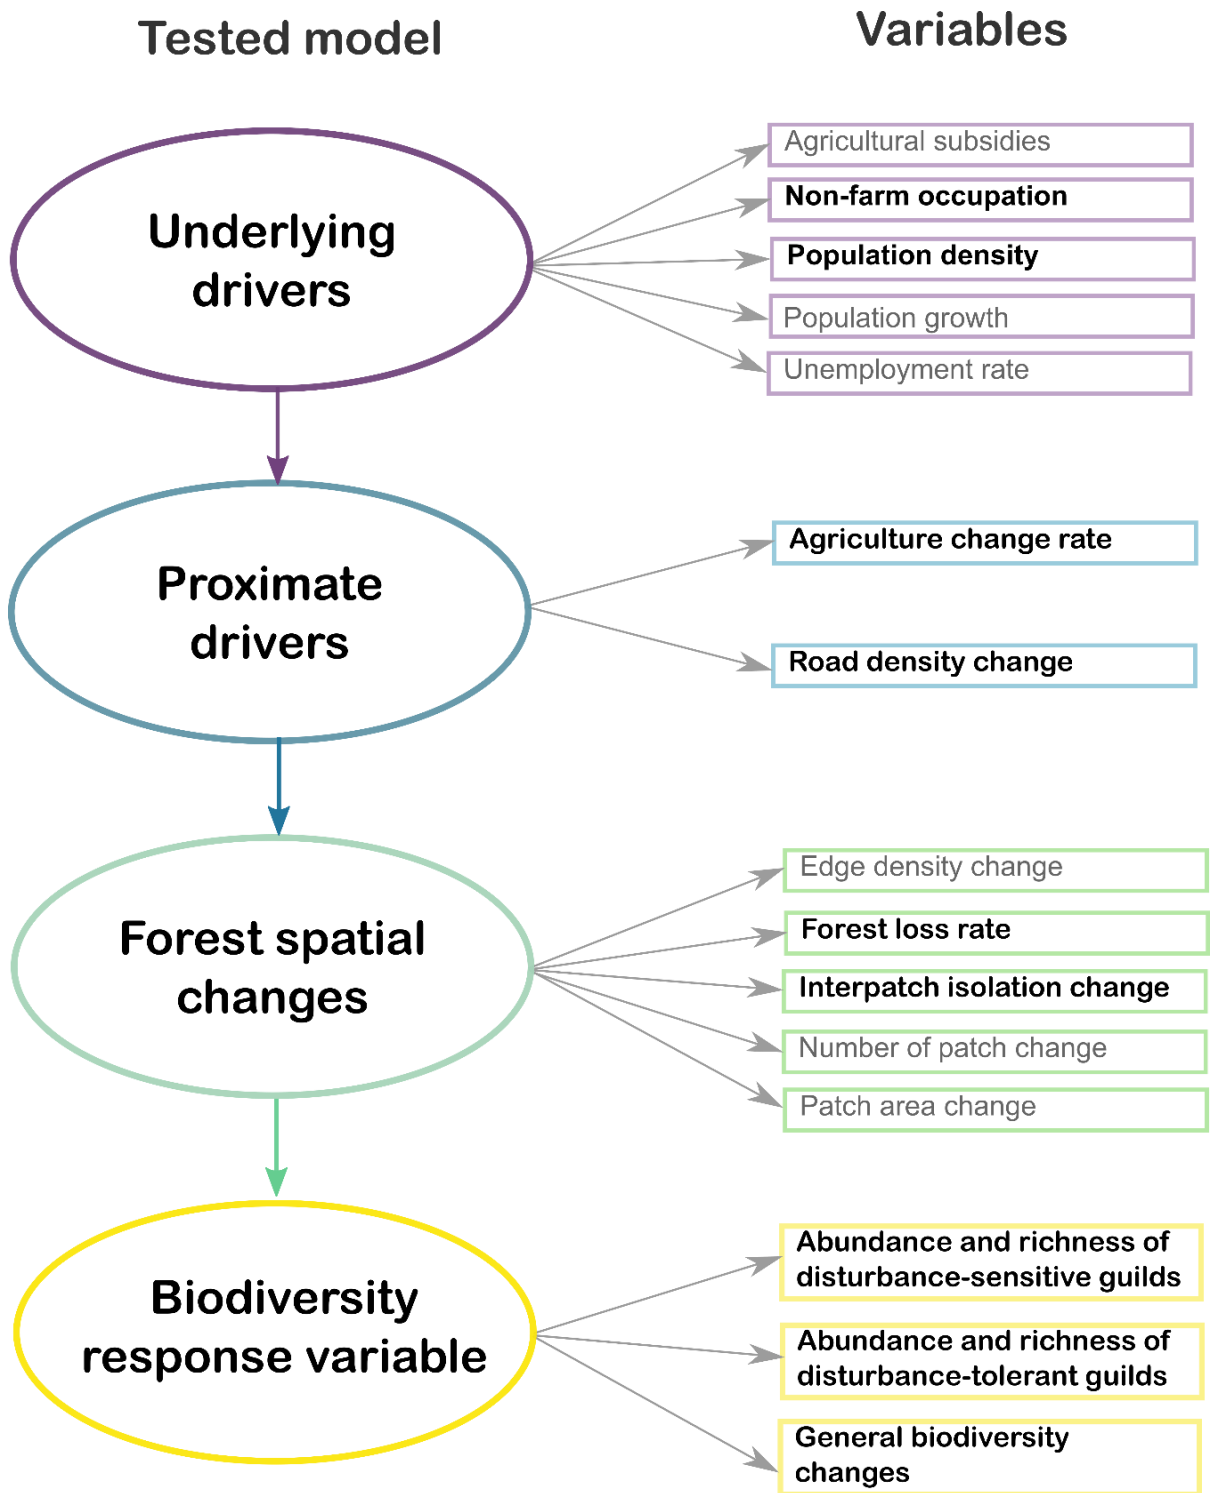 Tested model
Variables
Underlying
drivers
Agricultural subsidies
Non-farm occupation
Population density
Population growth
Unemployment rate
Proximate
drivers
Agriculture change rate
Road density change
Forest spatial
changes
Edge density change
Forest loss rate
Interpatch isolation change
Number of patch change
Patch area change
Biodiversity
response variable
Abundance and richness of
disturbance-sensitive guilds
Abundance and richness of
disturbance-tolerant guilds
General biodiversity
changes